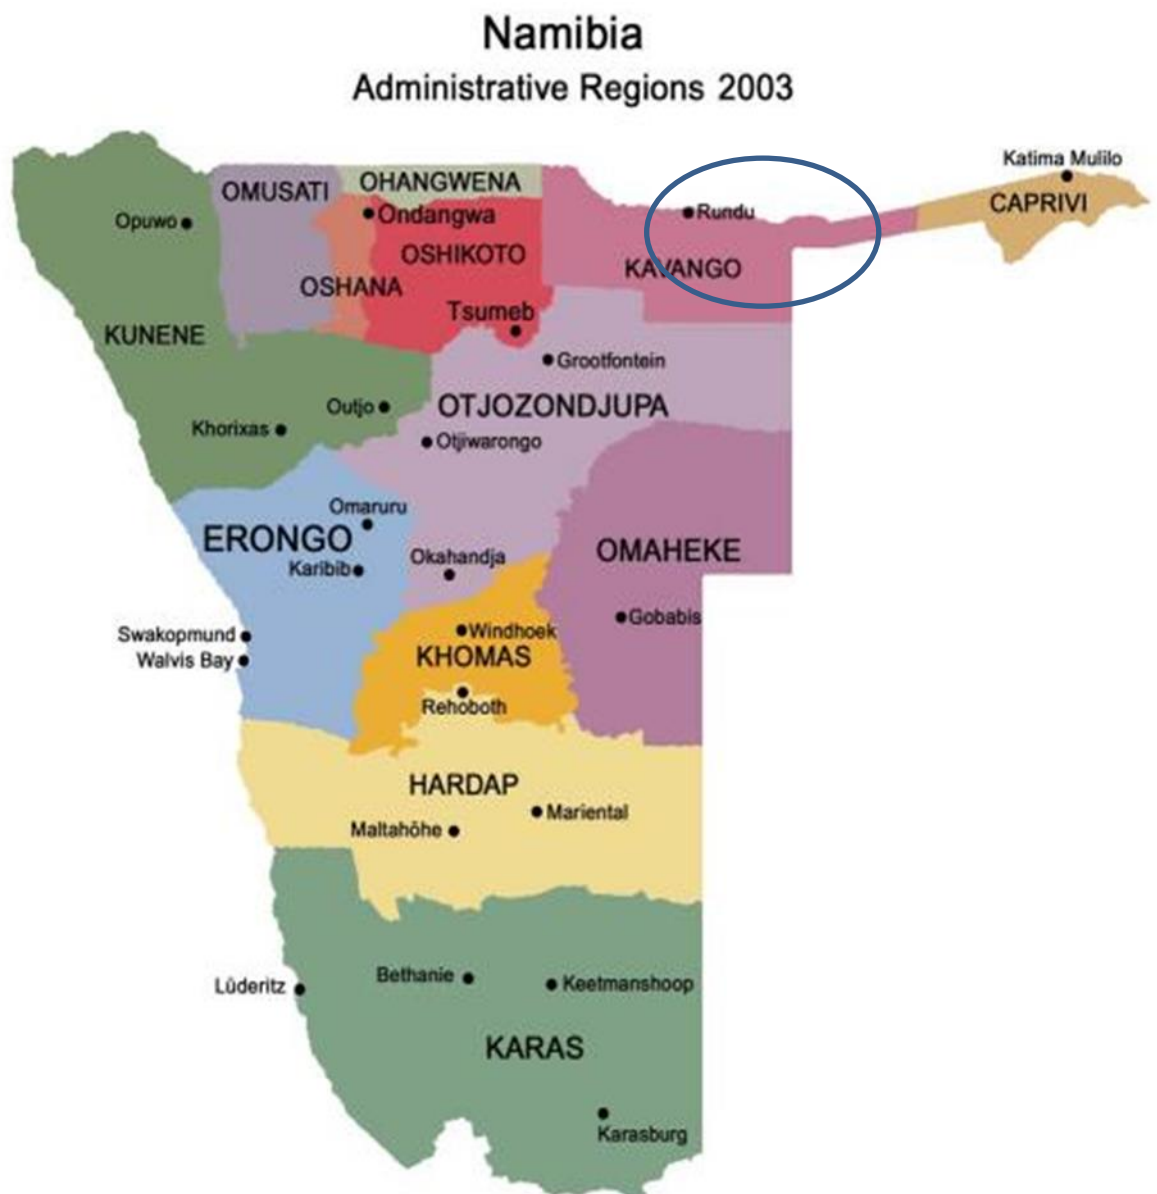 Namibia
Administrative Regions 2003
Katima Mulilo
CAPRIVI
OMUSATI
OHANGWENA
Opuwo
Ondangwa
Rundu
OSHIKOTO
KAVANGO
OSHANA
Tsumeb
KUNENE
Grootfontein
Outjo
OTJOZONDJUPA
Khorixas
Otjiwarongo
Omaruru
ERONGO
Okahandja
OMAHEKE
Karibib
Gobabis
Swakopmund
Windhoek
Walvis Bay
KHOMAS
Rehoboth
HARDAP
Mariental
Maltahöhe
Bethanie
Keetmanshoop
Lûderitz
KARAS
Karasburg